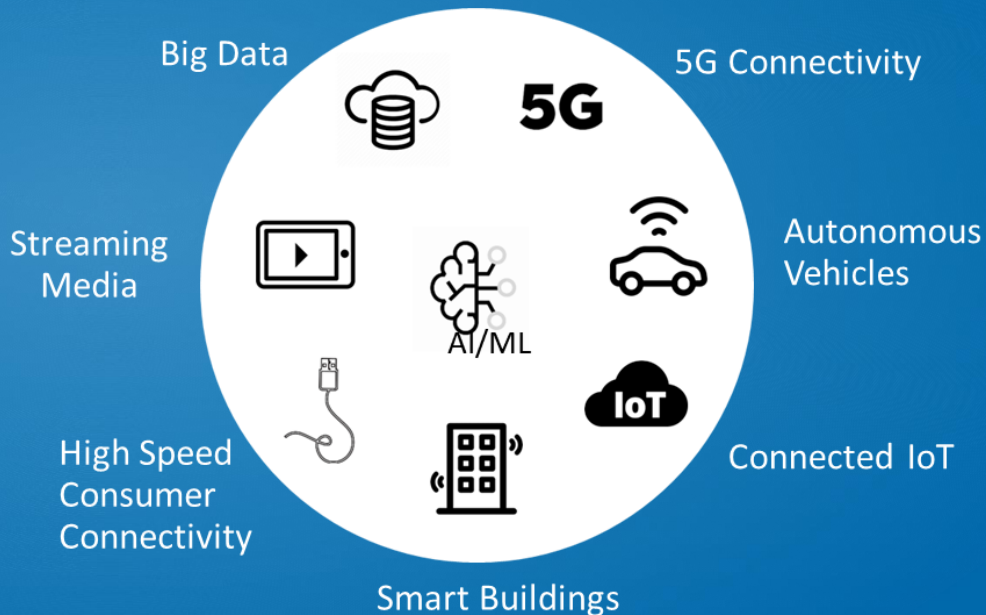 Big Data
5G Connectivity
5G
Streaming
Media
Autonomous
Vehicles
AI/ML
IoT
High Speed
Consumer
Connectivity
Connected IoT
Smart Buildings